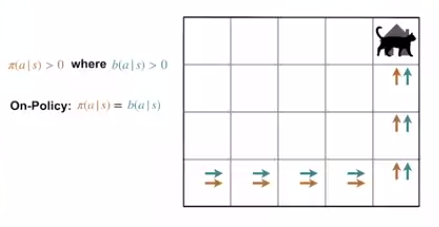 π(a|s) > 0 where b(a|s) > 0
On-Policy: π(a|s) = b(a|s)